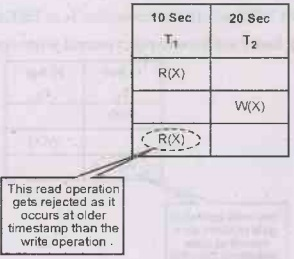 10 Sec 20 Sec
T₁ T₂
R(X)
W(X)
R(X)
This read operation
gets rejected as it
occurs at older
timestamp than the
write operation .